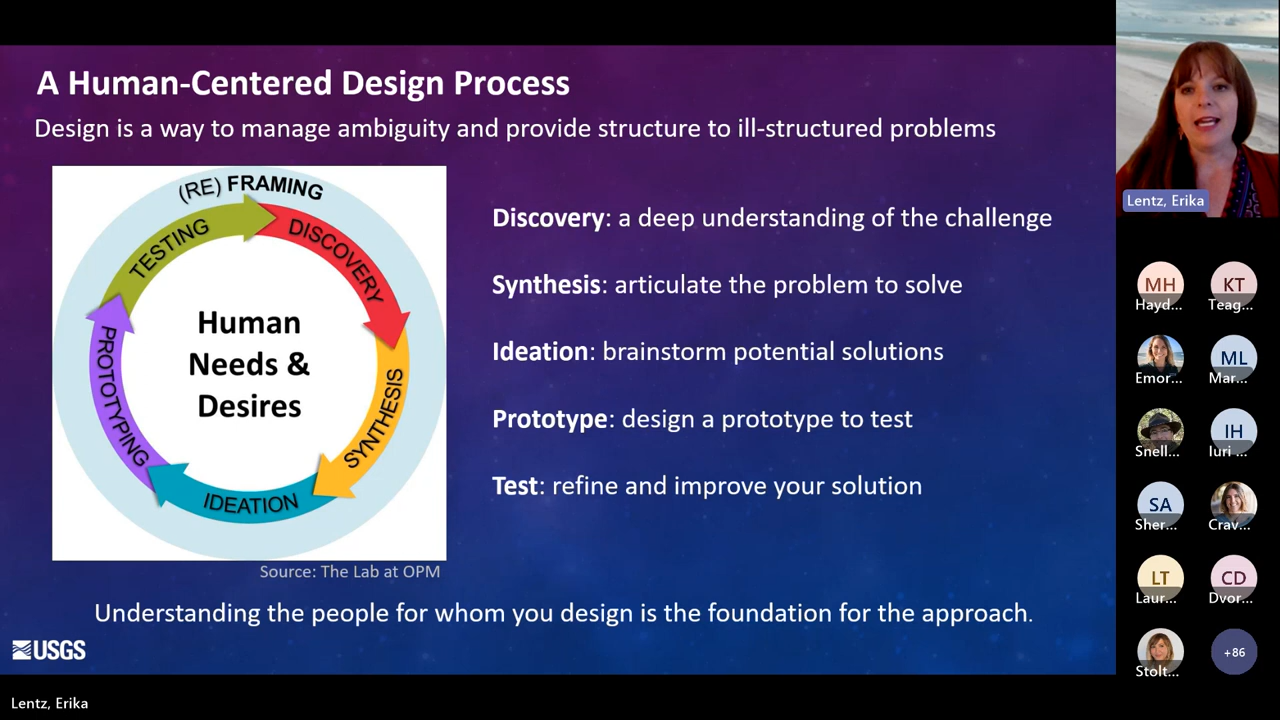 A Human-Centered Design Process
Design is a way to manage ambiguity and provide structure to ill-structured problems
(RE) FRAMING
TESTING
DISCOVERY
SYNTHESIS
IDEATION
PROTOTYPING
Human
Needs &
Desires
Source: The Lab at OPM
Discovery: a deep understanding of the challenge
Synthesis: articulate the problem to solve
Ideation: brainstorm potential solutions
Prototype: design a prototype to test
Test: refine and improve your solution
Understanding the people for whom you design is the foundation for the approach.
USGS
Lentz, Erika
Lentz, Erika
MH
KT
Hayd...
Teag...
ML
Emor...
Mar...
IH
Snell...
Iuri ...
SA
Sher...
Crav...
LT
CD
Laur...
Dvor...
+86
Stolt...